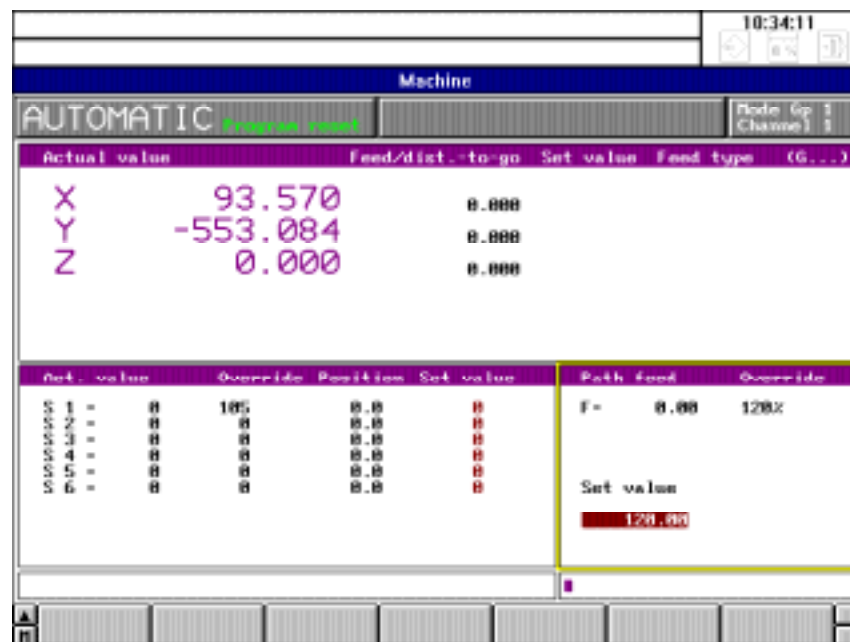 10:34:11
0 %
Machine
AUTOMATIC Program reset Mode Gp 1
Channel 1
Actual value Feed/dist.-to-go Set value Feed type (G...)
X 93.570 0.000
Y -553.084 0.000
Z 0.000 0.000
Act. value Override Position Set value Path feed Override
S 1 = 0 105 0.0 0 F= 0.00 120%
S 2 = 0 0 0.0 0
S 3 = 0 0 0.0 0
S 4 = 0 0 0.0 0
S 5 = 0 0 0.0 0
S 6 = 0 0 0.0 0
Set value
120.00